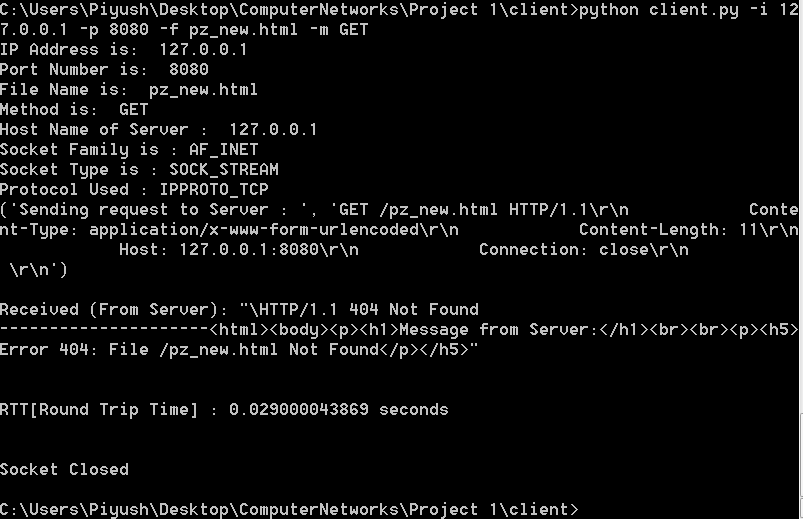 C:\Users\Piyush\Desktop\ComputerNetworks\Project 1\client>python client.py -i 12
7.0.0.1 -p 8080 -f pz_new.html -m GET
IP Address is:  127.0.0.1
Port Number is:  8080
File Name is:  pz_new.html
Method is:  GET
Host Name of Server :  127.0.0.1
Socket Family is : AF_INET
Socket Type is : SOCK_STREAM
Protocol Used : IPPROTO_TCP
('Sending request to Server : ', 'GET /pz_new.html HTTP/1.1\r\n            Conte
nt-Type: application/x-www-form-urlencoded\r\n            Content-Length: 11\r\n
            Host: 127.0.0.1:8080\r\n            Connection: close\r\n
 \r\n')
Received (From Server): "\HTTP/1.1 404 Not Found
---------------------<html><body><p><h1>Message from Server:</h1><br><br><p><h5>
Error 404: File /pz_new.html Not Found</p></h5>"
RTT[Round Trip Time] : 0.029000043869 seconds
Socket Closed
C:\Users\Piyush\Desktop\ComputerNetworks\Project 1\client>